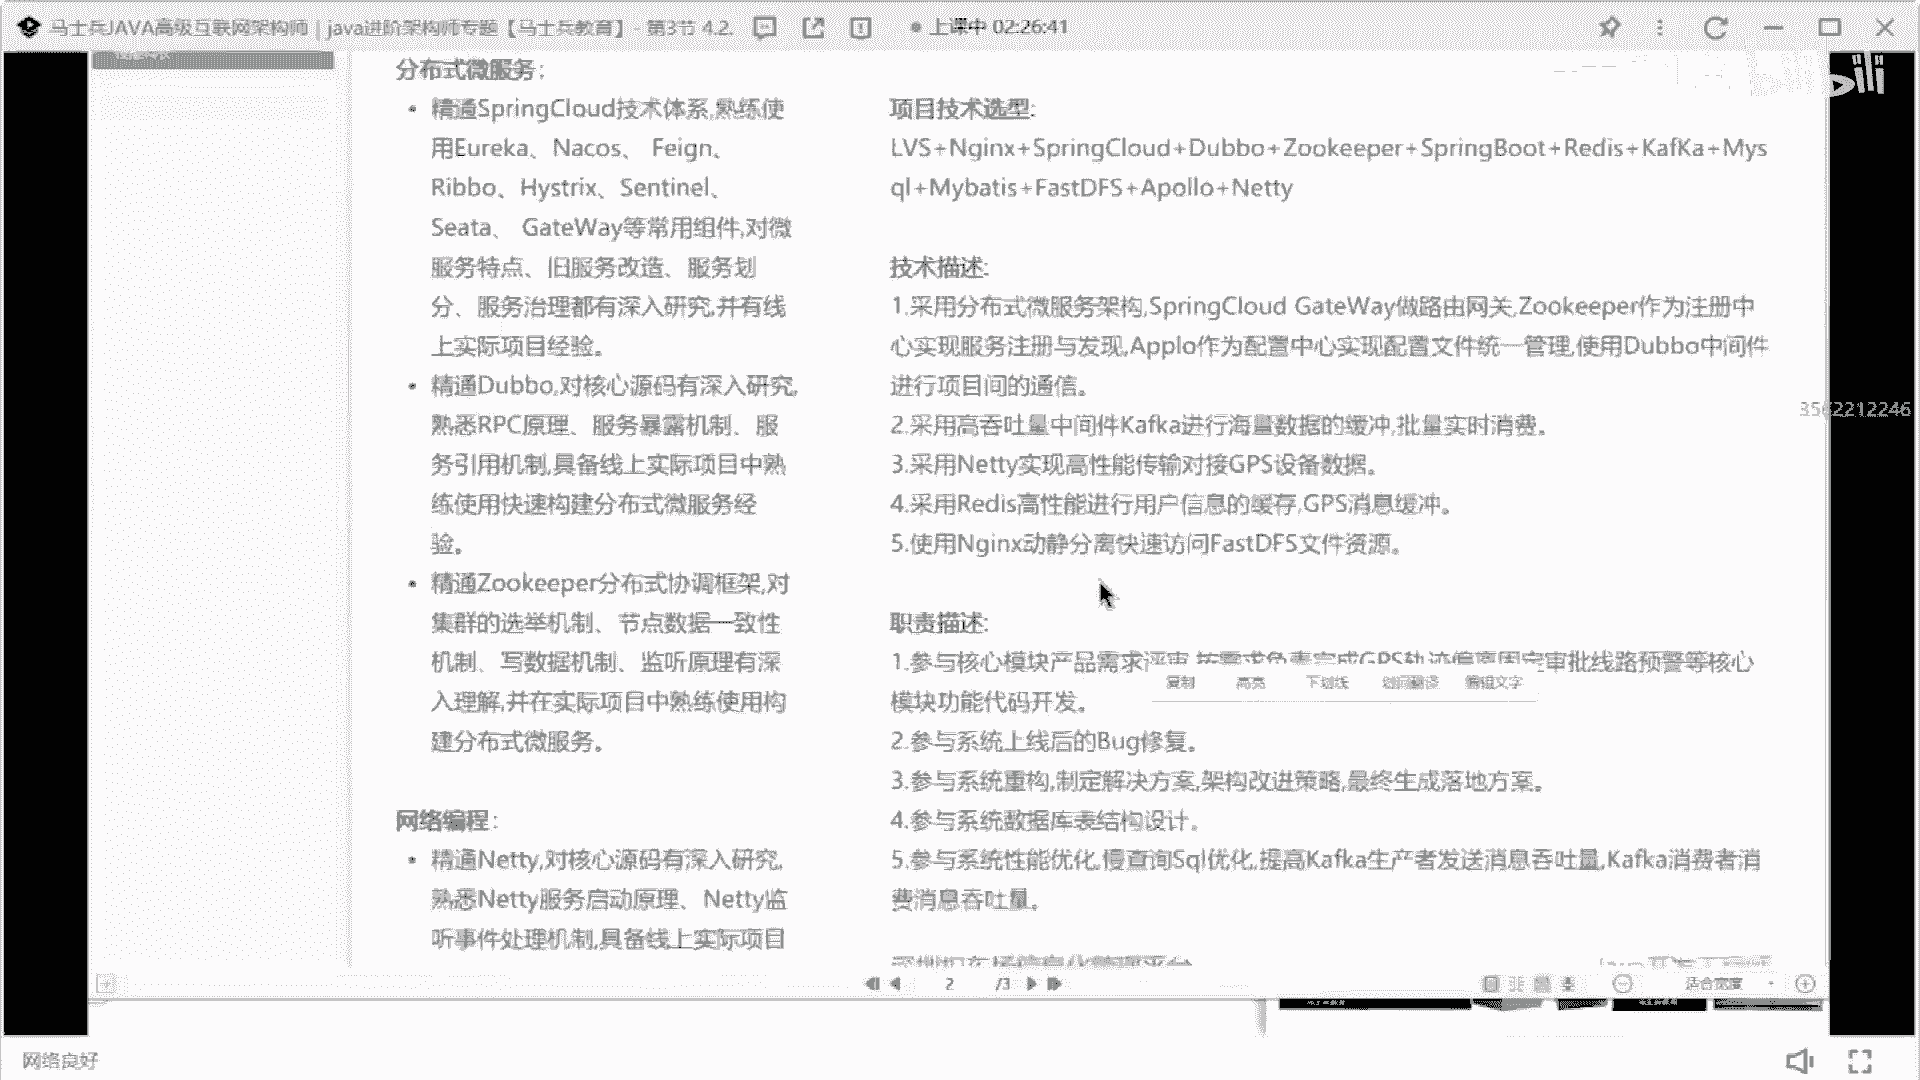 马士兵JAVA高级互联网架构师｜java进阶架构师专题【马士兵教育】- 第3节 4.2.
上课中 02:26:41
分布式微服务:
精通SpringCloud技术体系,熟练使
用Eureka、Nacos、 Feign、
Ribbo、Hystrix、Sentinel、
Seata、 GateWay等常用组件,对微
服务特点、旧服务改造、服务划
分、服务治理都有深入研究,并有线
上实际项目经验。
精通Dubbo,对核心源码有深入研究,
熟悉RPC原理、服务暴露机制、服
务引用机制,具备线上实际项目中熟
练使用快速构建分布式微服务经
验。
精通Zookeeper分布式协调框架,对
集群的选举机制、节点数据一致性
机制、写数据机制、监听原理有深
入理解,并在实际项目中熟练使用构
建分布式微服务。
网络编程:
精通Netty,对核心源码有深入研究,
熟悉Netty服务启动原理、Netty监
听事件处理机制,具备线上实际项目
项目技术选型:
LVS+Nginx+SpringCloud+Dubbo+Zookeeper+SpringBoot+Redis+KafKa+Mys
ql+Mybatis+FastDFS+Apollo+Netty
技术描述:
1.采用分布式微服务架构,SpringCloud GateWay做路由网关,Zookeeper作为注册中
心实现服务注册与发现,Applo作为配置中心实现配置文件统一管理,使用Dubbo中间件
进行项目间的通信。
2.采用高吞吐量中间件Kafka进行海量数据的缓冲,批量实时消费。
3.采用Netty实现高性能传输对接GPS设备数据。
4.采用Redis高性能进行用户信息的缓存,GPS消息缓冲。
5.使用Nginx动静分离快速访问FastDFS文件资源。
职责描述:
1.参与核心模块产品需求评审,按需求负责完成GPS轨迹偏离固定审批线路预警等核心
复制 高亮 下划线 划词翻译 编辑文字
模块功能代码开发。
2.参与系统上线后的Bug修复。
3.参与系统重构,制定解决方案,架构改进策略,最终生成落地方案。
4.参与系统数据库表结构设计。
5.参与系统性能优化,慢查询Sql优化,提高Kafka生产者发送消息吞吐量,Kafka消费者消
费消息吞吐量。
3562212246
2 /3
适合宽度
网络良好